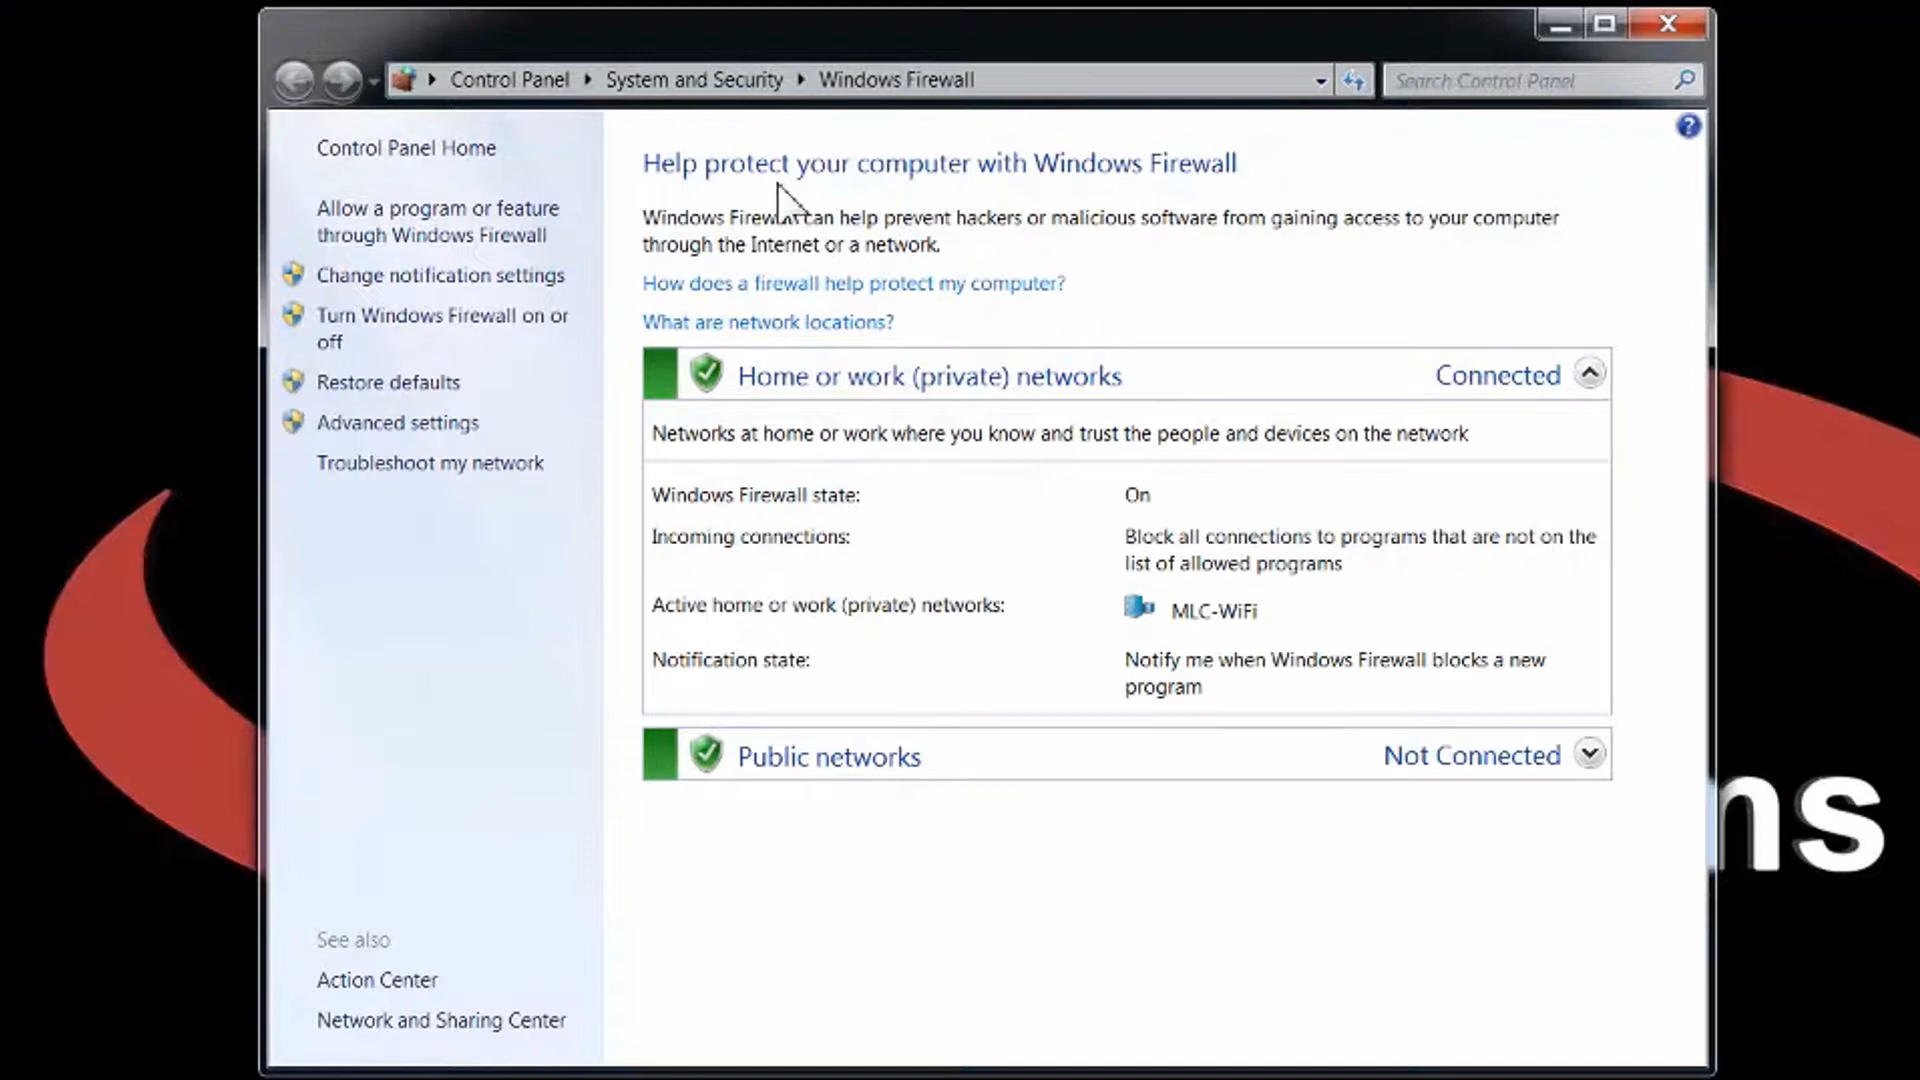 Control Panel
System and Security
Windows Firewall
Search Control Panel
Control Panel Home
Allow a program or feature
through Windows Firewall
Change notification settings
Turn Windows Firewall on or
off
Restore defaults
Advanced settings
Troubleshoot my network
See also
Action Center
Network and Sharing Center
Help protect your computer with Windows Firewall
Windows Firewall can help prevent hackers or malicious software from gaining access to your computer
through the Internet or a network.
How does a firewall help protect my computer?
What are network locations?
Home or work (private) networks Connected
Networks at home or work where you know and trust the people and devices on the network
Windows Firewall state: On
Incoming connections: Block all connections to programs that are not on the
list of allowed programs
Active home or work (private) networks: MLC-WiFi
Notification state: Notify me when Windows Firewall blocks a new
program
Public networks Not Connected